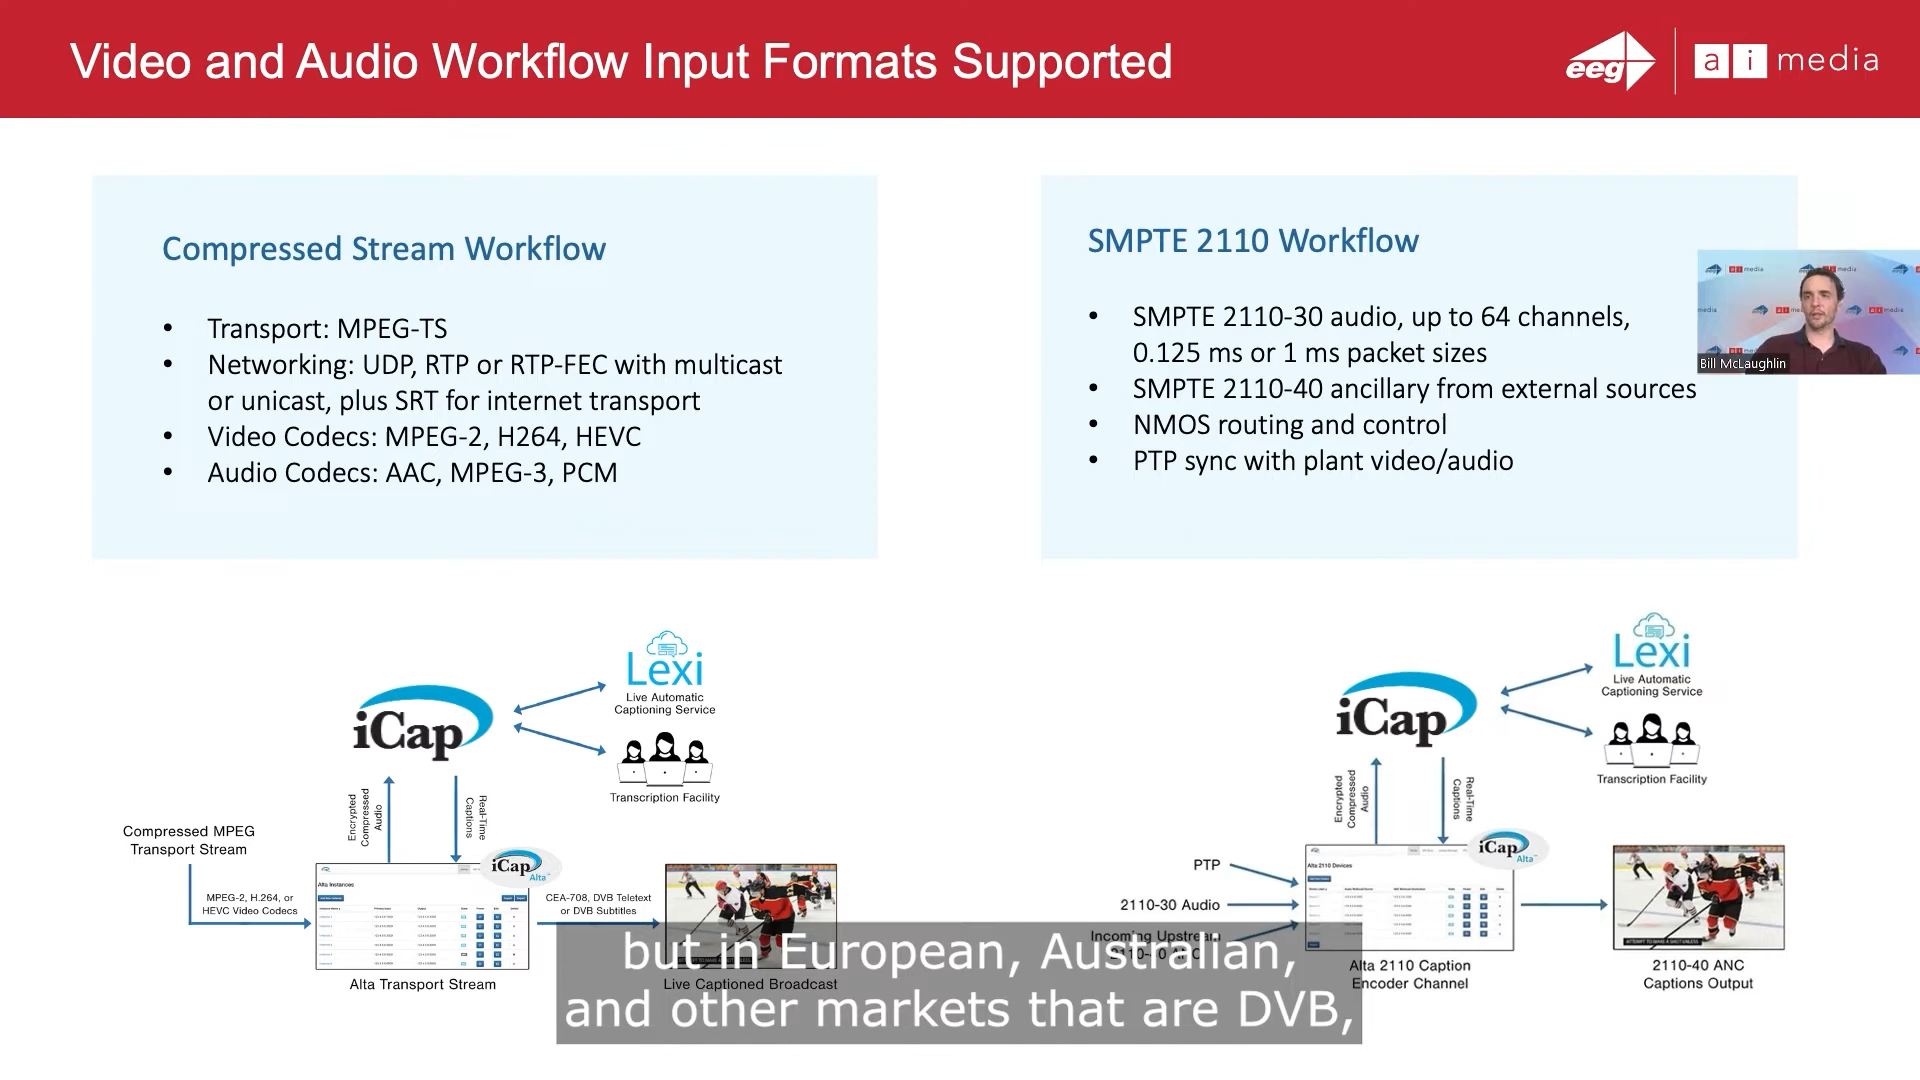 Video and Audio Workflow Input Formats Supported
eeg
ai media
Compressed Stream Workflow
• Transport: MPEG-TS
• Networking: UDP, RTP or RTP-FEC with multicast
or unicast, plus SRT for internet transport
• Video Codecs: MPEG-2, H264, HEVC
• Audio Codecs: AAC, MPEG-3, PCM
SMPTE 2110 Workflow
• SMPTE 2110-30 audio, up to 64 channels,
0.125 ms or 1 ms packet sizes
• SMPTE 2110-40 ancillary from external sources
• NMOS routing and control
• PTP sync with plant video/audio
Bill McLaughlin
Lexi
Live Automatic
Captioning Service
iCap
Transcription Facility
Encrypted
Compressed
Audio
Real-Time
Captions
Compressed MPEG
Transport Stream
MPEG-2, H.264, or
HEVC Video Codecs
iCap
Alta
Alta Instances
CEA-708, DVB Teletext
or DVB Subtitles
Alta Transport Stream
Live Captioned Broadcast
Lexi
Live Automatic
Captioning Service
iCap
Transcription Facility
Encrypted
Compressed
Audio
Real-Time
Captions
PTP
2110-30 Audio
Incoming Upstream
iCap
Alta
Alta 2110 Devices
Alta 2110 Caption
Encoder Channel
ATTEMPT TO MAKE A SHOT UNLESS
2110-40 ANC
Captions Output
but in European, Australian,
and other markets that are DVB,